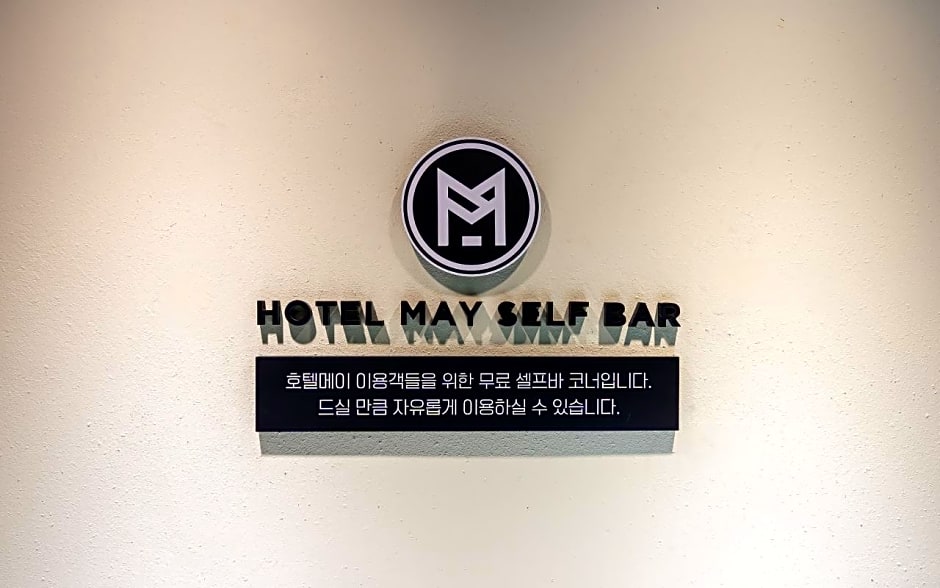 HOTEL MAY SELF BAR
호텔메이 이용객들을 위한 무료 셀프바 코너입니다.
드실 만큼 자유롭게 이용하실 수 있습니다.